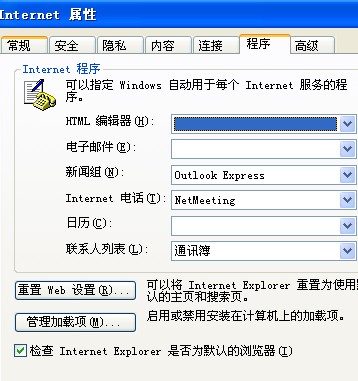 Internet 属性
常规 安全 隐私 内容 连接 程序 高级
Internet 程序
可以指定 Windows 自动用于每个 Internet 服务的程
序。
HTML 编辑器(H):
电子邮件(E):
新闻组(N): Outlook Express
Internet 电话(T): NetMeeting
日历(C):
联系人列表(L): 通讯簿
重置 Web 设置(R)... 可以将 Internet Explorer 重置为使用
认的主页和搜索页。
管理加载项(M)... 启用或禁用安装在计算机上的加载项。
检查 Internet Explorer 是否为默认的浏览器(I)